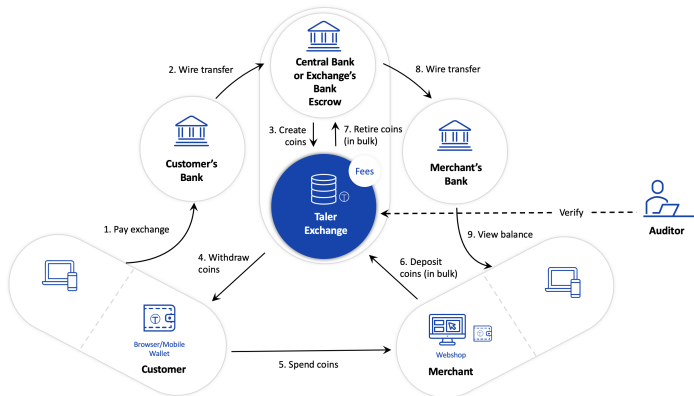 Central Bank
or Exchange's
Bank
Escrow
2. Wire transfer
8. Wire transfer
3. Create
coins
7. Retire coins
(in bulk)
Customer's
Bank
Merchant's
Bank
Fees
Taler
Exchange
Verify
Auditor
1. Pay exchange
4. Withdraw
coins
6. Deposit
coins (in bulk)
9. View balance
Browser/Mobile
Wallet
Customer
5. Spend coins
Webshop
Merchant